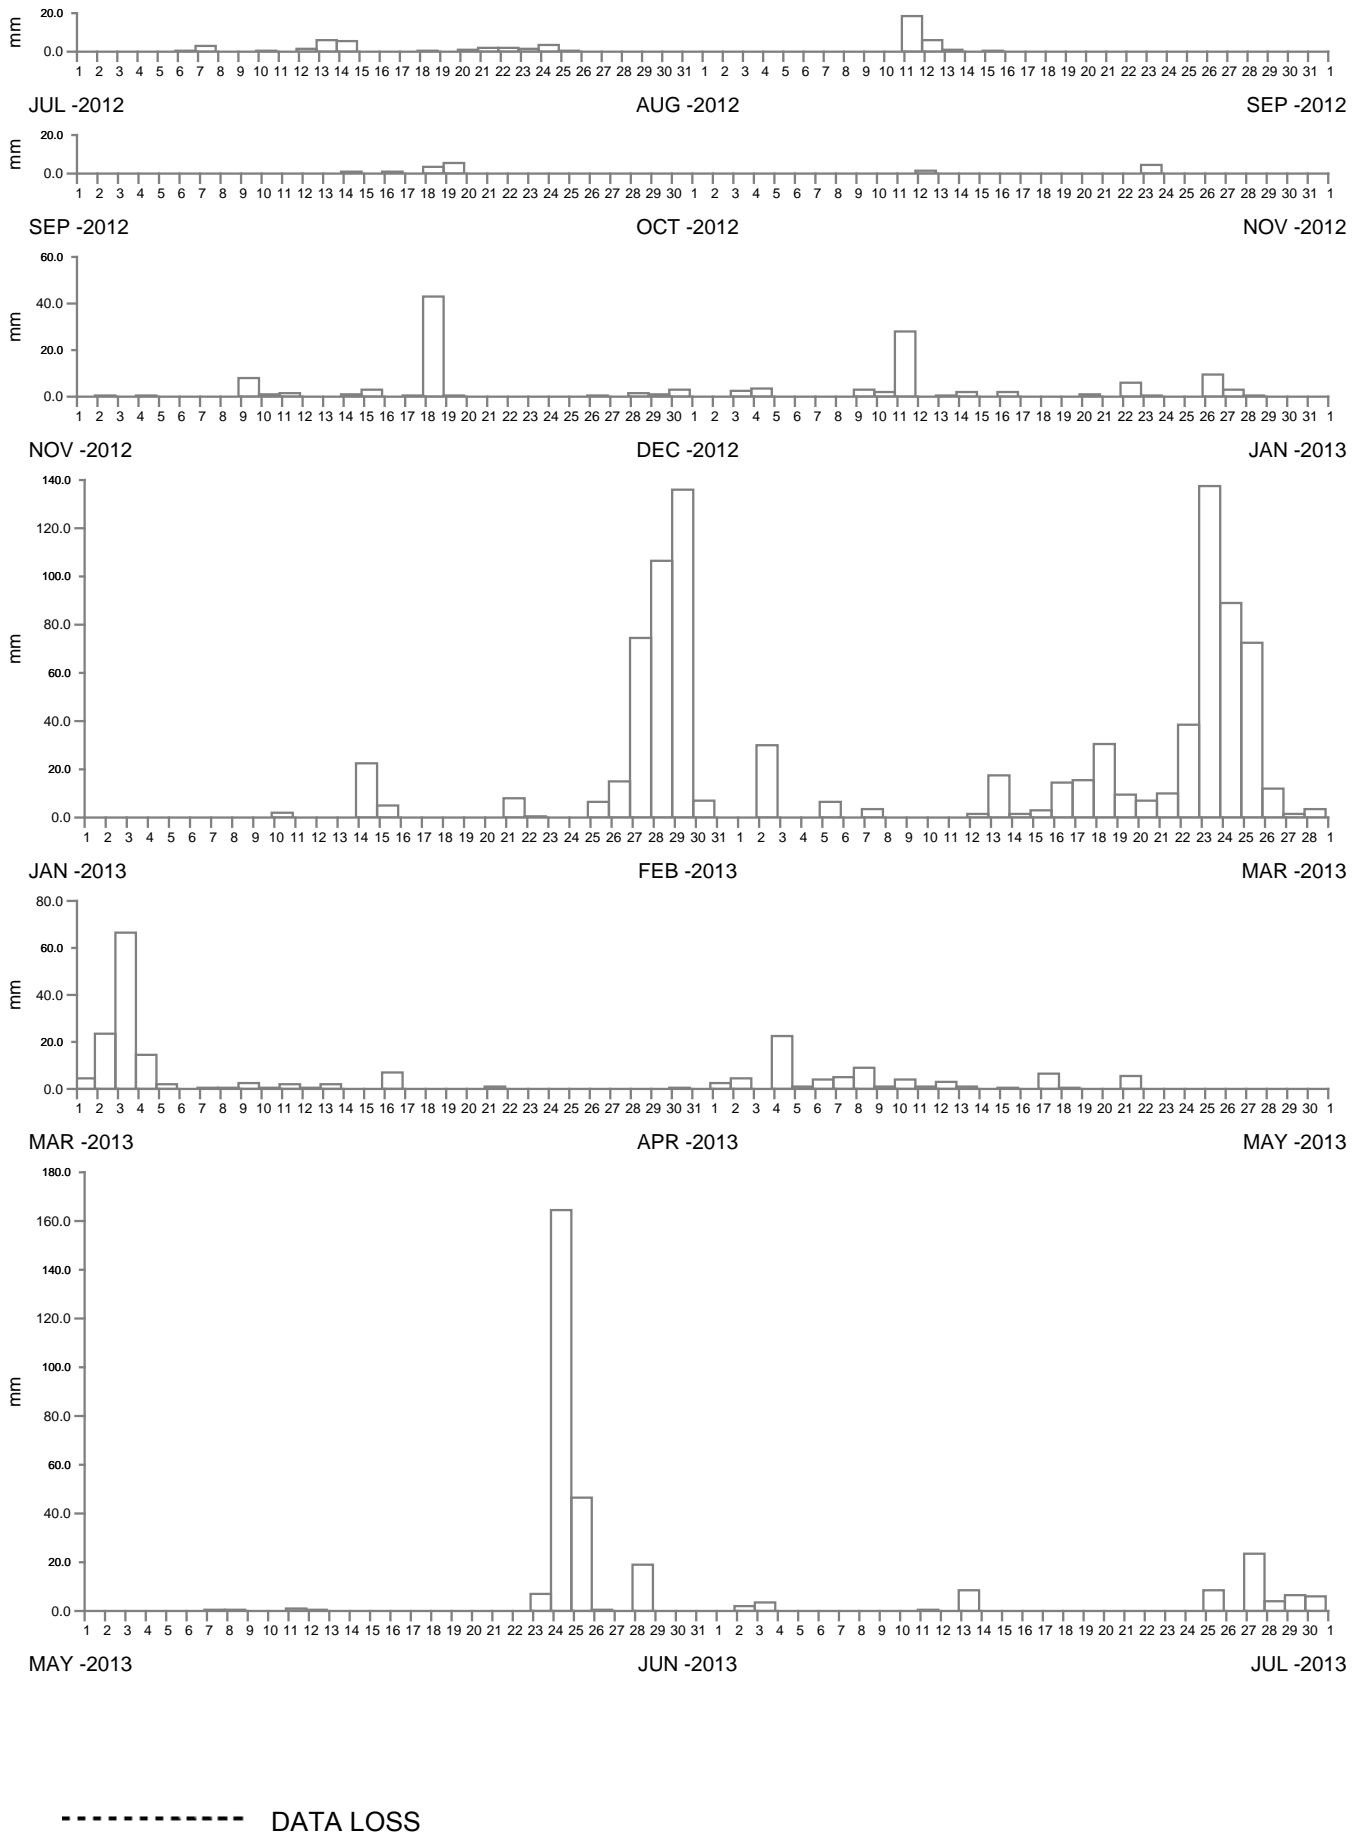 mm
20.0
0.0
1 2 3 4 5 6 7 8 9 10 11 12 13 14 15 16 17 18 19 20 21 22 23 24 25 26 27 28 29 30 31 1 2 3 4 5 6 7 8 9 10 11 12 13 14 15 16 17 18 19 20 21 22 23 24 25 26 27 28 29 30 31 1
JUL -2012 AUG -2012 SEP -2012
mm
20.0
0.0
1 2 3 4 5 6 7 8 9 10 11 12 13 14 15 16 17 18 19 20 21 22 23 24 25 26 27 28 29 30 1 2 3 4 5 6 7 8 9 10 11 12 13 14 15 16 17 18 19 20 21 22 23 24 25 26 27 28 29 30 31 1
SEP -2012 OCT -2012 NOV -2012
mm
60.0
40.0
20.0
0.0
1 2 3 4 5 6 7 8 9 10 11 12 13 14 15 16 17 18 19 20 21 22 23 24 25 26 27 28 29 30 1 2 3 4 5 6 7 8 9 10 11 12 13 14 15 16 17 18 19 20 21 22 23 24 25 26 27 28 29 30 31 1
NOV -2012 DEC -2012 JAN -2013
mm
140.0
120.0
100.0
80.0
60.0
40.0
20.0
0.0
1 2 3 4 5 6 7 8 9 10 11 12 13 14 15 16 17 18 19 20 21 22 23 24 25 26 27 28 29 30 31 1 2 3 4 5 6 7 8 9 10 11 12 13 14 15 16 17 18 19 20 21 22 23 24 25 26 27 28 1
JAN -2013 FEB -2013 MAR -2013
mm
80.0
60.0
40.0
20.0
0.0
1 2 3 4 5 6 7 8 9 10 11 12 13 14 15 16 17 18 19 20 21 22 23 24 25 26 27 28 29 30 31 1 2 3 4 5 6 7 8 9 10 11 12 13 14 15 16 17 18 19 20 21 22 23 24 25 26 27 28 29 30 1
MAR -2013 APR -2013 MAY -2013
mm
180.0
160.0
140.0
120.0
100.0
80.0
60.0
40.0
20.0
0.0
1 2 3 4 5 6 7 8 9 10 11 12 13 14 15 16 17 18 19 20 21 22 23 24 25 26 27 28 29 30 31 1 2 3 4 5 6 7 8 9 10 11 12 13 14 15 16 17 18 19 20 21 22 23 24 25 26 27 28 29 30 1
MAY -2013 JUN -2013 JUL -2013
DATA LOSS